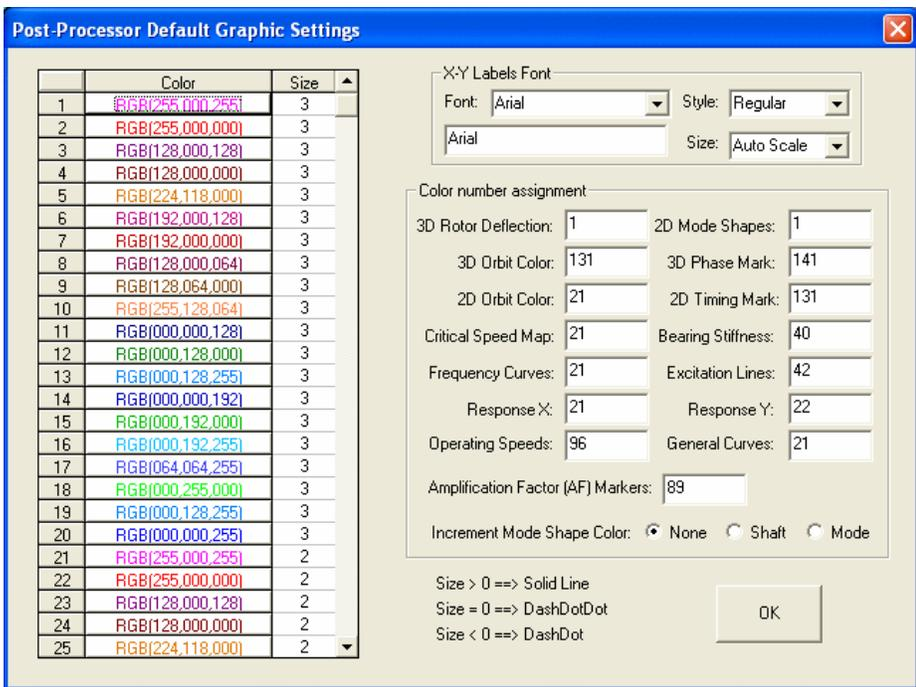 Post-Processor Default Graphic Settings
Color Size
1 RGB(255,000,255) 3
2 RGB(255,000,000) 3
3 RGB(128,000,128) 3
4 RGB(128,000,000) 3
5 RGB(224,118,000) 3
6 RGB(192,000,128) 3
7 RGB(192,000,000) 3
8 RGB(128,000,064) 3
9 RGB(128,064,000) 3
10 RGB(255,128,064) 3
11 RGB(000,000,128) 3
12 RGB(000,128,000) 3
13 RGB(000,128,255) 3
14 RGB(000,000,192) 3
15 RGB(000,192,000) 3
16 RGB(000,192,255) 3
17 RGB(064,064,255) 3
18 RGB(000,255,000) 3
19 RGB(000,128,255) 3
20 RGB(000,000,255) 3
21 RGB(255,000,255) 2
22 RGB(255,000,000) 2
23 RGB(128,000,128) 2
24 RGB(128,000,000) 2
25 RGB(224,118,000) 2
X-Y Labels Font
Font: Arial Style: Regular
Arial Size: Auto Scale
Color number assignment
3D Rotor Deflection: 1 2D Mode Shapes: 1
3D Orbit Color: 131 3D Phase Mark: 141
2D Orbit Color: 21 2D Timing Mark: 131
Critical Speed Map: 21 Bearing Stiffness: 40
Frequency Curves: 21 Excitation Lines: 42
Response X: 21 Response Y: 22
Operating Speeds: 96 General Curves: 21
Amplification Factor (AF) Markers: 89
Increment Mode Shape Color: None Shaft Mode
Size > 0 ==> Solid Line
Size = 0 ==> DashDotDot
Size < 0 ==> DashDot
OK